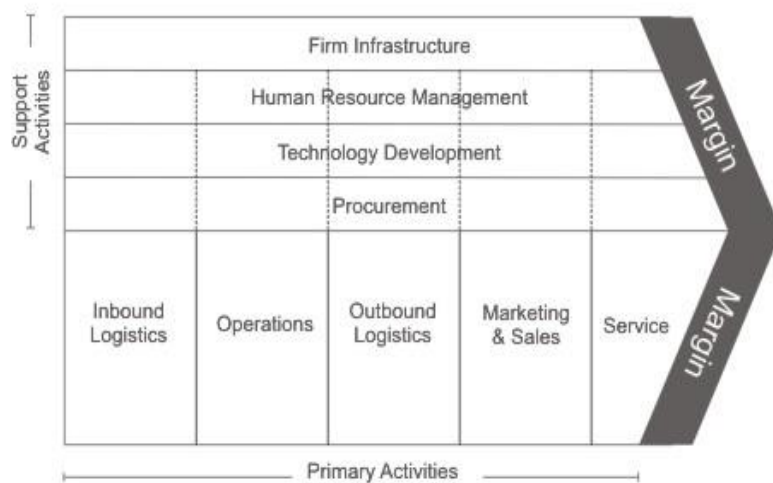 Support
Activities
Firm Infrastructure
Human Resource Management
Technology Development
Procurement
Margin
Inbound
Logistics
Operations
Outbound
Logistics
Marketing
& Sales
Service
Margin
Primary Activities